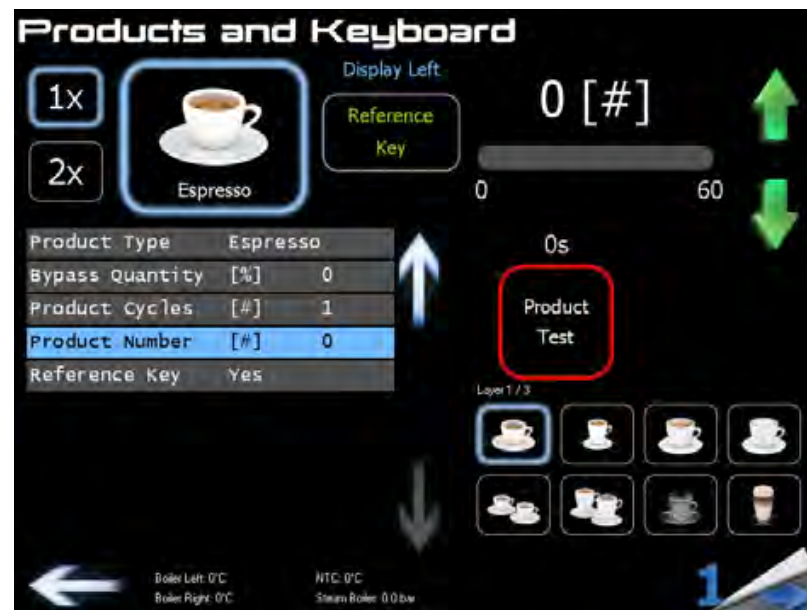 Products and Keyboard
1x
2x
Espresso
Display Left
Reference
Key
0 [#]
0 60
0s
Product
Test
Product Type Espresso
Bypass Quantity [%] 0
Product Cycles [#] 1
Product Number [#] 0
Reference Key Yes
Layer 1 / 3
Boiler Left: 0°C NTC: 0°C
Boiler Right: 0°C Steam Boiler: 0.0 bar
1